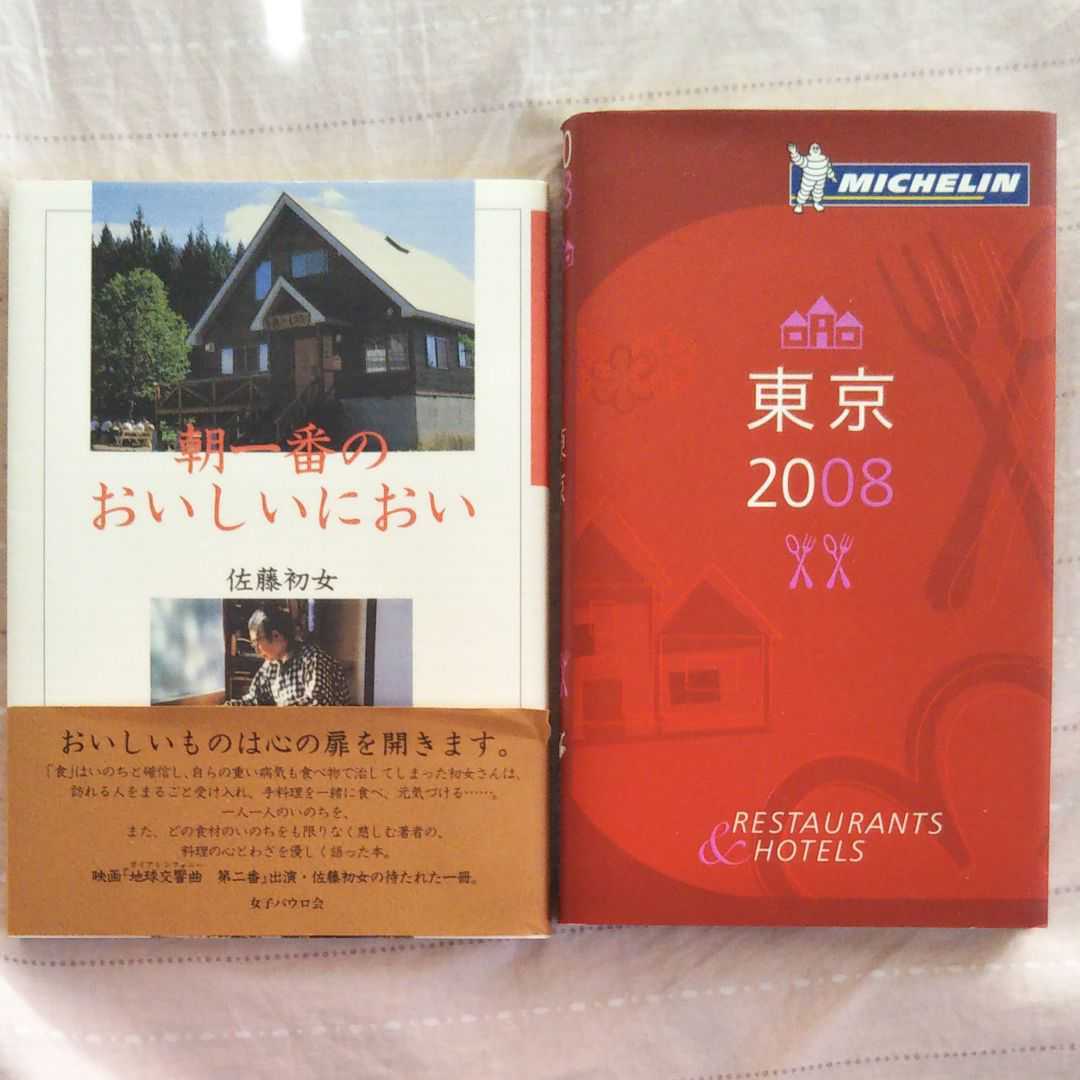 朝一番の
おいしいにおい
佐藤初女
おいしいものは心の扉を開きます。
「食」はいのちと確信し、自らの重い病気も食べ物で治してしまった初女さんは、
訪れる人をまるごと受け入れ、手料理を一緒に食べ、元気づける……。
一人一人のいのちを、
また、どの食材のいのちをも限りなく慈しむ著者の、
料理の心とわざを優しく語った本。
ガイアシンフォニー
映画「地球交響曲 第二番」出演・佐藤初女の待たれた一冊。
女子パウロ会
MICHELIN
東京
2008
RESTAURANTS
& HOTELS